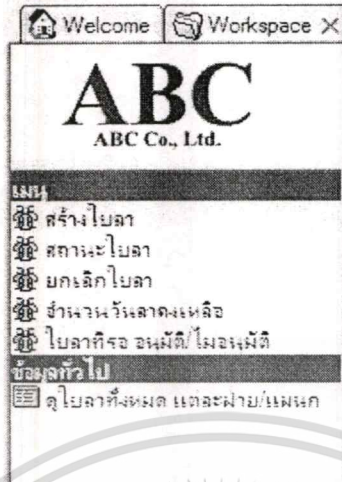 Welcome Workspace
ABC
ABC Co., Ltd.
เมนู
สร้างใบลา
สถานะใบลา
ยกเลิกใบลา
จำนวนวันลาคงเหลือ
ใบลาที่รอ อนุมัติ/ไม่อนุมัติ
ข้อมูลทั่วไป
ดูใบลาทั้งหมด แต่ละฝ่าย/แผนก